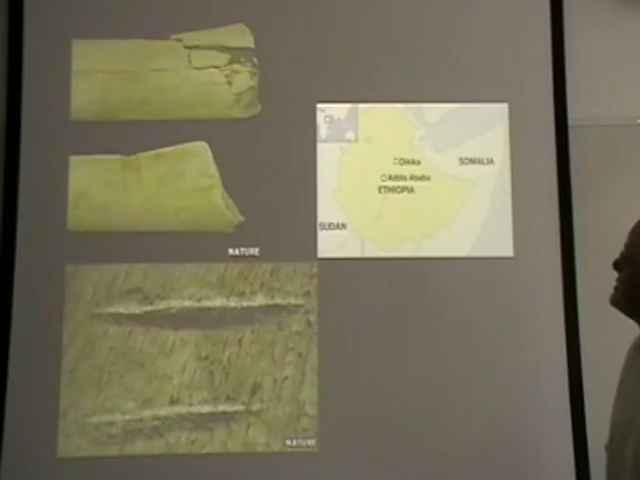 Dikika
SOMALIA
Addis Ababa
ETHIOPIA
SUDAN
NATURE
NATURE